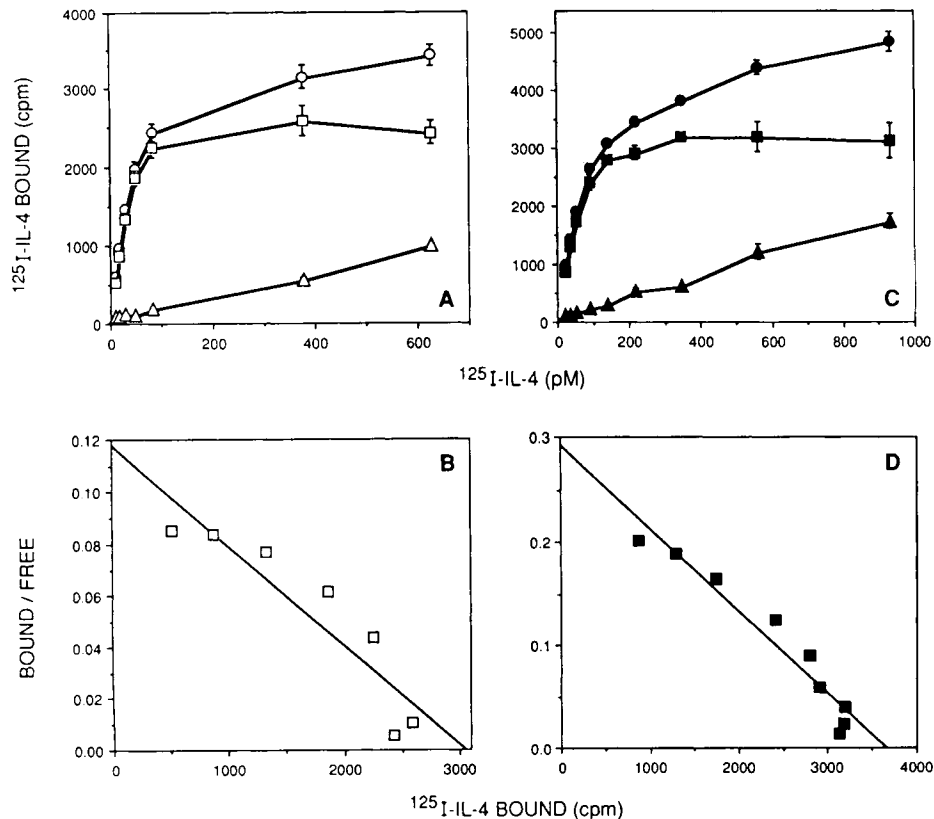 4000
3000
2000
1000
0
0 200 400 600
A
¹²⁵I-IL-4 BOUND (cpm)
5000
4000
3000
2000
1000
0
0 200 400 600 800 1000
C
¹²⁵I-IL-4 (pM)
0.12
0.10
0.08
0.06
0.04
0.02
0.00
0 1000 2000 3000
B
BOUND / FREE
0.3
0.2
0.1
0.0
0 1000 2000 3000 4000
D
¹²⁵I-IL-4 BOUND (cpm)